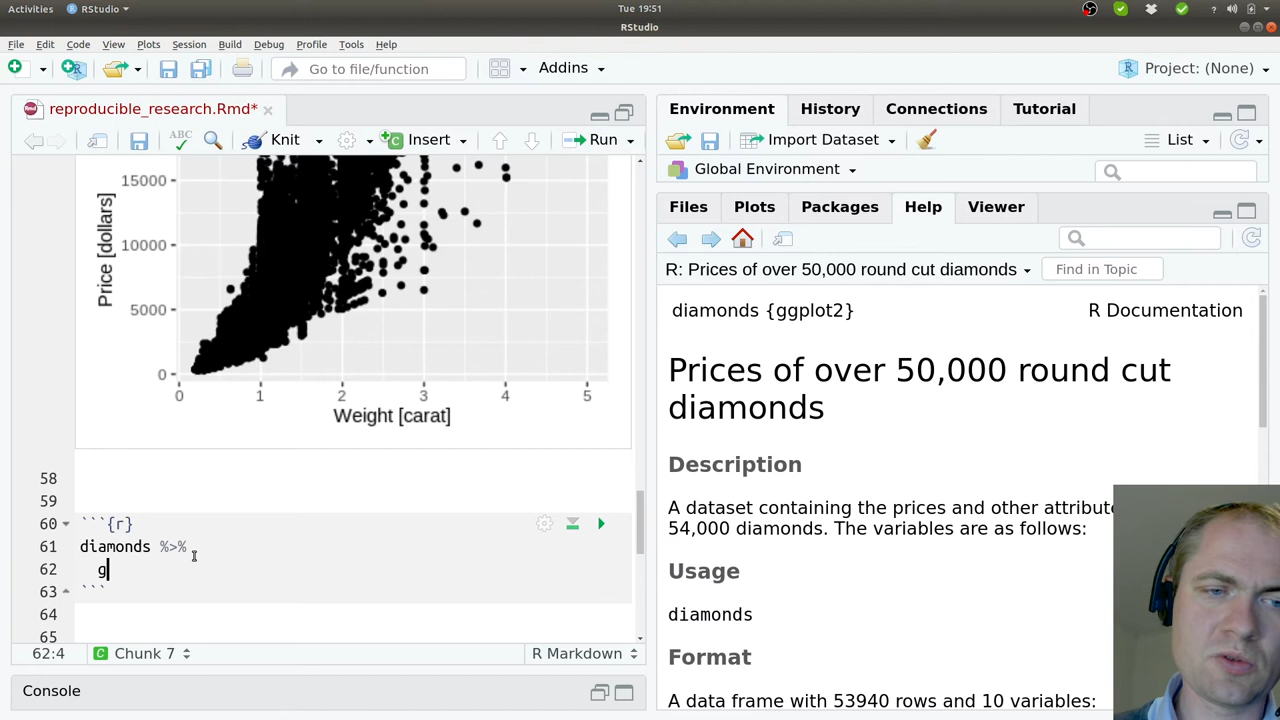 Activities RStudio Tue 19:51
RStudio
File Edit Code View Plots Session Build Debug Profile Tools Help
Go to file/function Addins Project: (None)
reproducible_research.Rmd*
ABC Knit Insert Run
15000
10000
5000
0
Price [dollars]
0 1 2 3 4 5
Weight [carat]
58
59
60 ```{r}
61 diamonds %>%
62 g
63 ```
64
65
62:4 Chunk 7 R Markdown
Console
Environment History Connections Tutorial
Import Dataset List
Global Environment
Files Plots Packages Help Viewer
R: Prices of over 50,000 round cut diamonds Find in Topic
diamonds {ggplot2} R Documentation
Prices of over 50,000 round cut
diamonds
Description
A dataset containing the prices and other attribut
54,000 diamonds. The variables are as follows:
Usage
diamonds
Format
A data frame with 53940 rows and 10 variables: